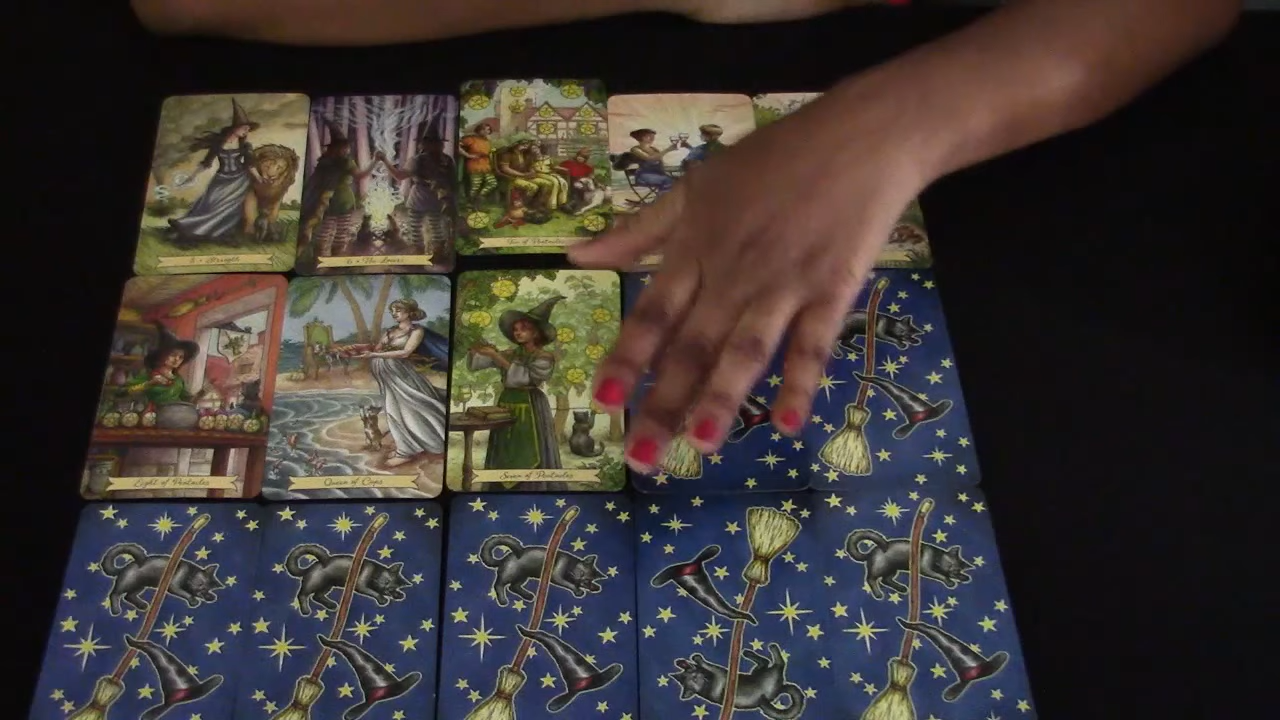 8 • Strength
6 • The Lovers
Ten of Pentacles
Eight of Pentacles
Queen of Cups
Seven of Pentacles